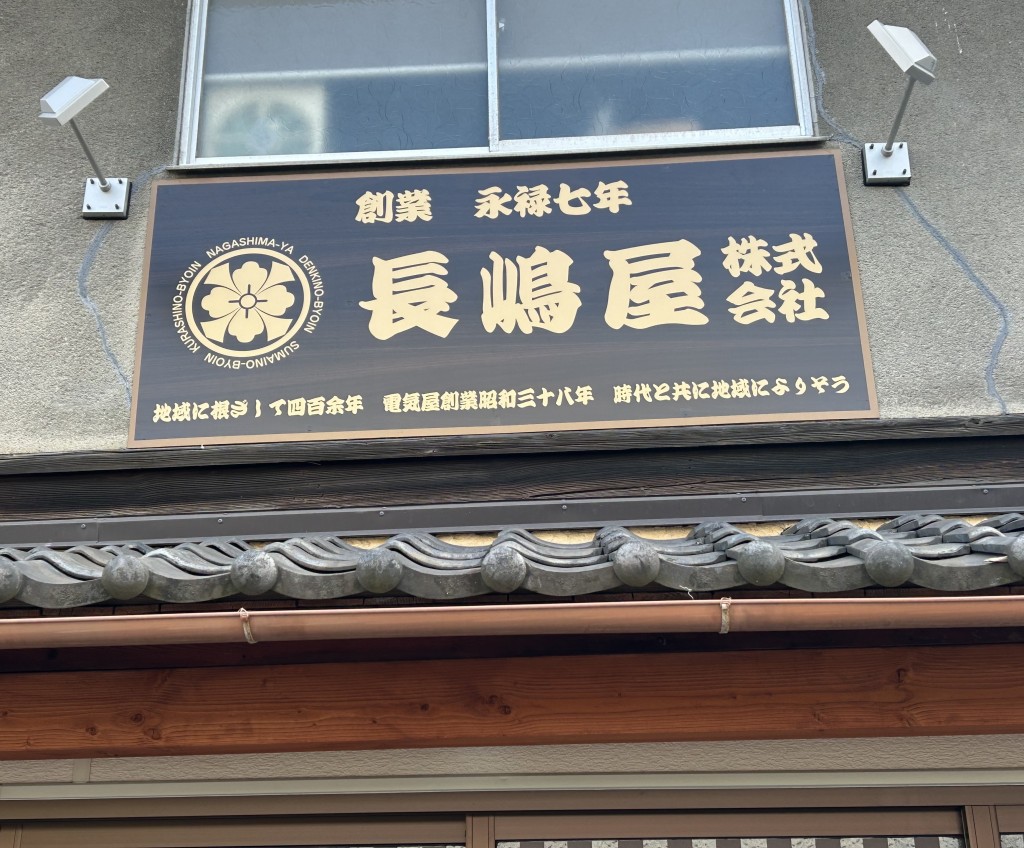 創業 永禄七年
NAGASHIMA-YA DENKINO-BYOIN SUMAINO-BYOIN KURASHINO-BYOIN
長嶋屋 株式会社
地域に根ざして四百余年 電気屋創業昭和三十八年 時代と共に地域によりそう